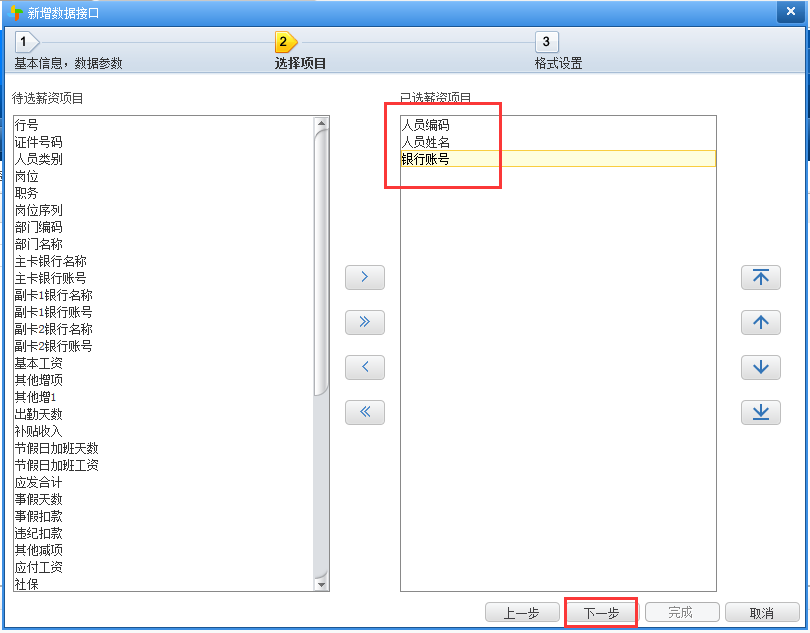 新增数据接口
1
2
3
基本信息，数据参数
选择项目
格式设置
待选薪资项目
行号
证件号码
人员类别
岗位
职务
岗位序列
部门编码
部门名称
主卡银行名称
主卡银行账号
副卡1银行名称
副卡1银行账号
副卡2银行名称
副卡2银行账号
基本工资
其他增项
其他增1
出勤天数
补贴收入
节假日加班天数
节假日加班工资
应发合计
事假天数
事假扣款
违纪扣款
其他减项
应付工资
社保
已选薪资项目
人员编码
人员姓名
银行账号
上一步
下一步
完成
取消